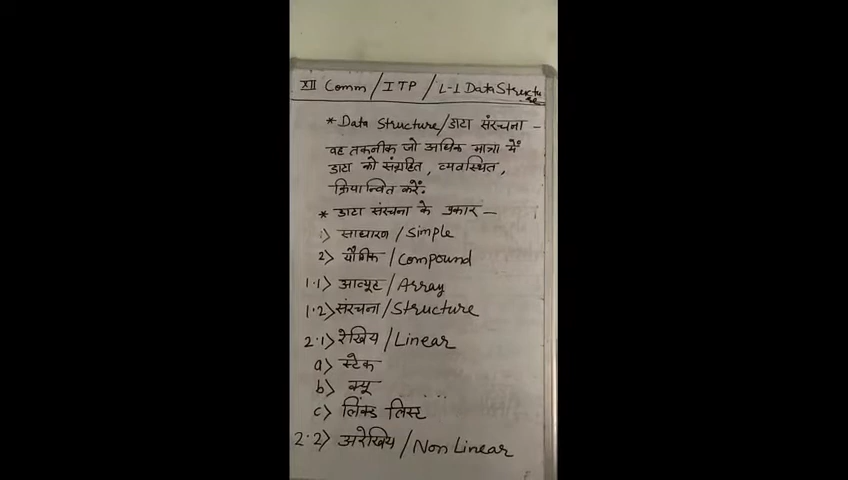 XII Comm / ITP / L-1 Data Structure
* Data Structure/डाटा संरचना -
वह तकनीक जो अधिक मात्रा में
डाटा को संग्रहित, व्यवस्थित,
क्रियान्वित करें.
* डाटा संरचना के प्रकार -
1) साधारण / Simple
2) यौगिक / Compound
1.1) आव्यूह / Array
1.2) संरचना / Structure
2.1) रेखिय / Linear
a) स्टेक
b) क्यू
c) लिंक्ड लिस्ट
2.2) अरेखिय / Non Linear